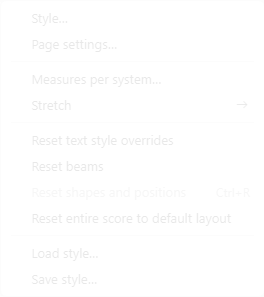 Style...
Page settings...
Measures per system...
Stretch →
Reset text style overrides
Reset beams
Reset shapes and positions Ctrl+R
Reset entire score to default layout
Load style...
Save style...